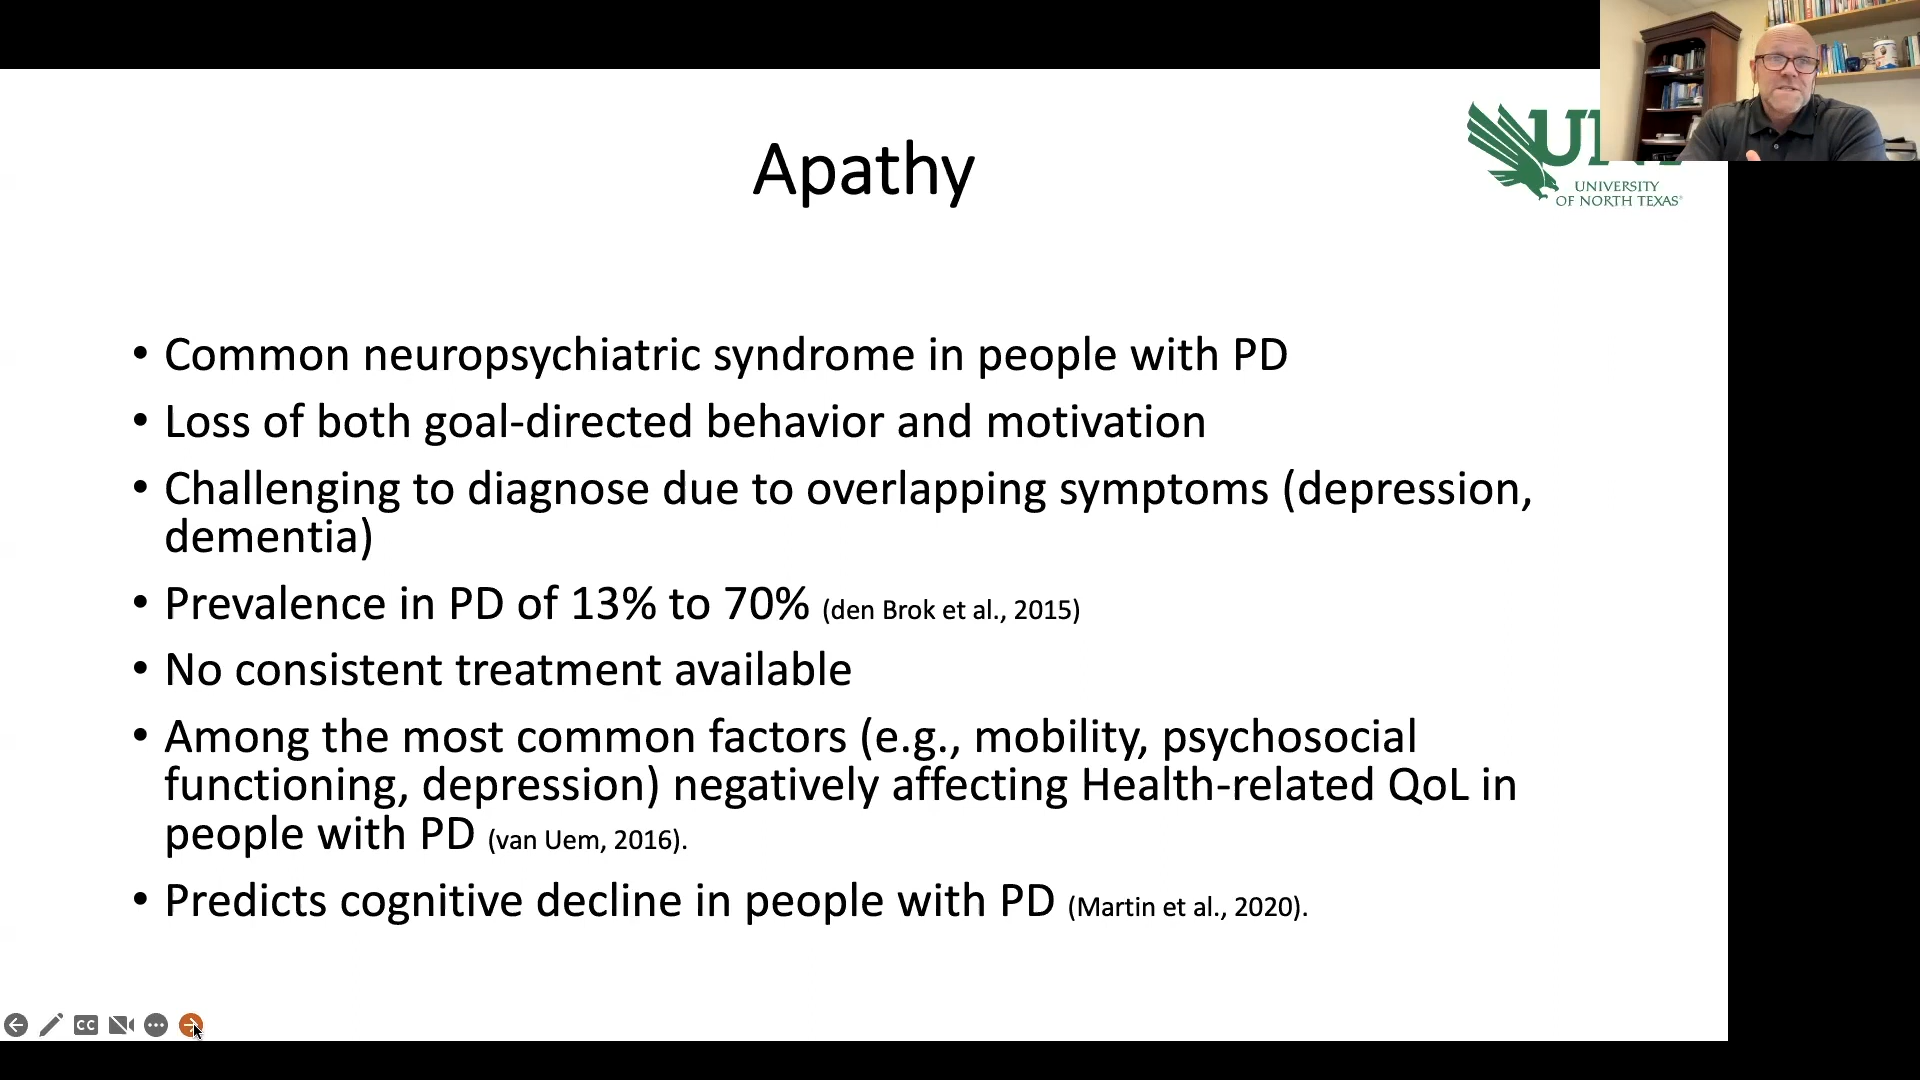 Apathy
UNIVERSITY
OF NORTH TEXAS
• Common neuropsychiatric syndrome in people with PD
• Loss of both goal-directed behavior and motivation
• Challenging to diagnose due to overlapping symptoms (depression,
dementia)
• Prevalence in PD of 13% to 70% (den Brok et al., 2015)
• No consistent treatment available
• Among the most common factors (e.g., mobility, psychosocial
functioning, depression) negatively affecting Health-related QoL in
people with PD (van Uem, 2016).
• Predicts cognitive decline in people with PD (Martin et al., 2020).
CC